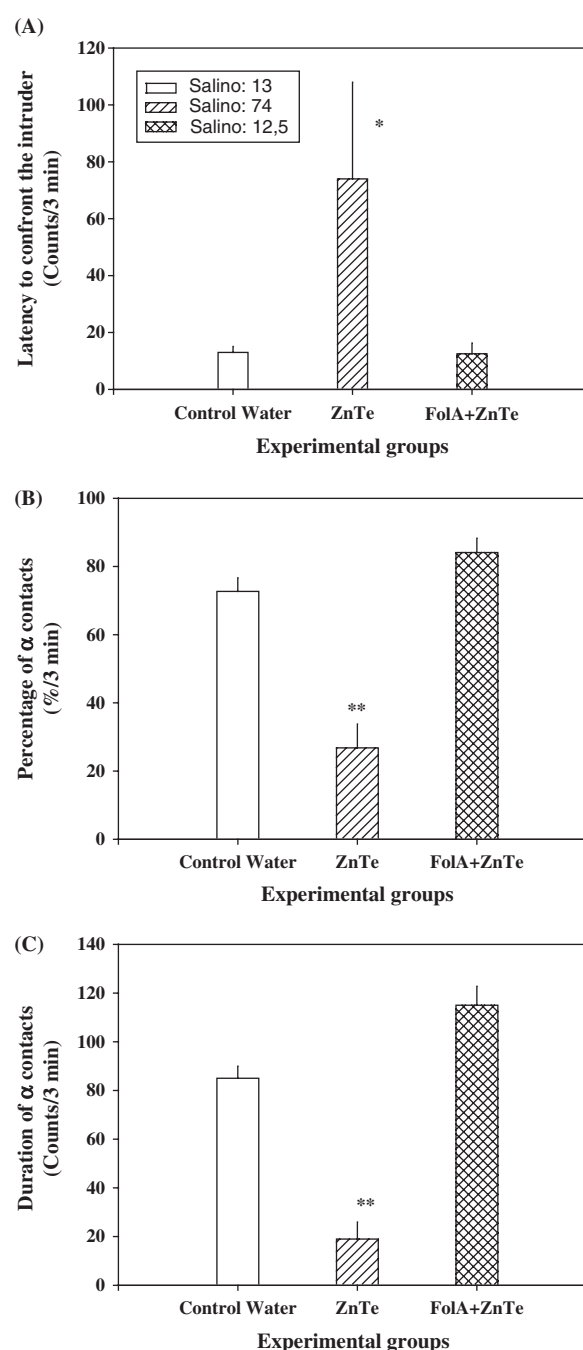 (A)
120
100
80
60
40
20
0
Latency to confront the intruder
(Counts/3 min)
Salino: 13
Salino: 74
Salino: 12,5
*
Control Water ZnTe FolA+ZnTe
Experimental groups
(B)
100
80
60
40
20
0
Percentage of α contacts
(%/3 min)
**
Control Water ZnTe FolA+ZnTe
Experimental groups
(C)
140
120
100
80
60
40
20
0
Duration of α contacts
((Counts/3 min)
**
Control Water ZnTe FolA+ZnTe
Experimental groups